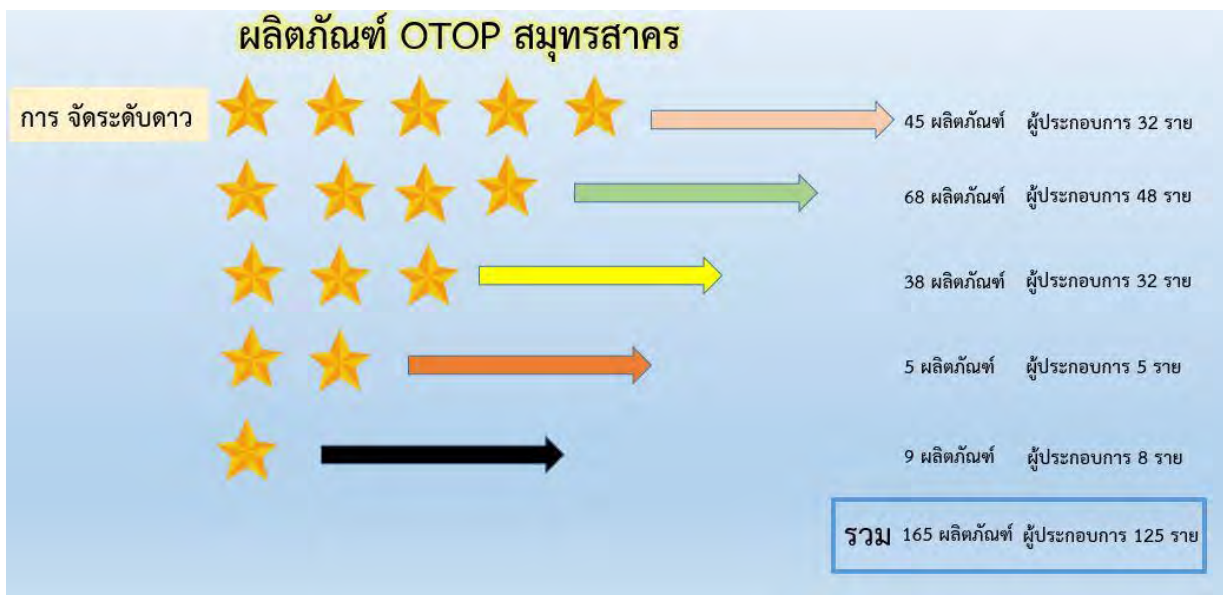 ผลิตภัณฑ์ OTOP สมุทรสาคร
การ จัดระดับดาว
45 ผลิตภัณฑ์ ผู้ประกอบการ 32 ราย
68 ผลิตภัณฑ์ ผู้ประกอบการ 48 ราย
38 ผลิตภัณฑ์ ผู้ประกอบการ 32 ราย
5 ผลิตภัณฑ์ ผู้ประกอบการ 5 ราย
9 ผลิตภัณฑ์ ผู้ประกอบการ 8 ราย
รวม 165 ผลิตภัณฑ์ ผู้ประกอบการ 125 ราย